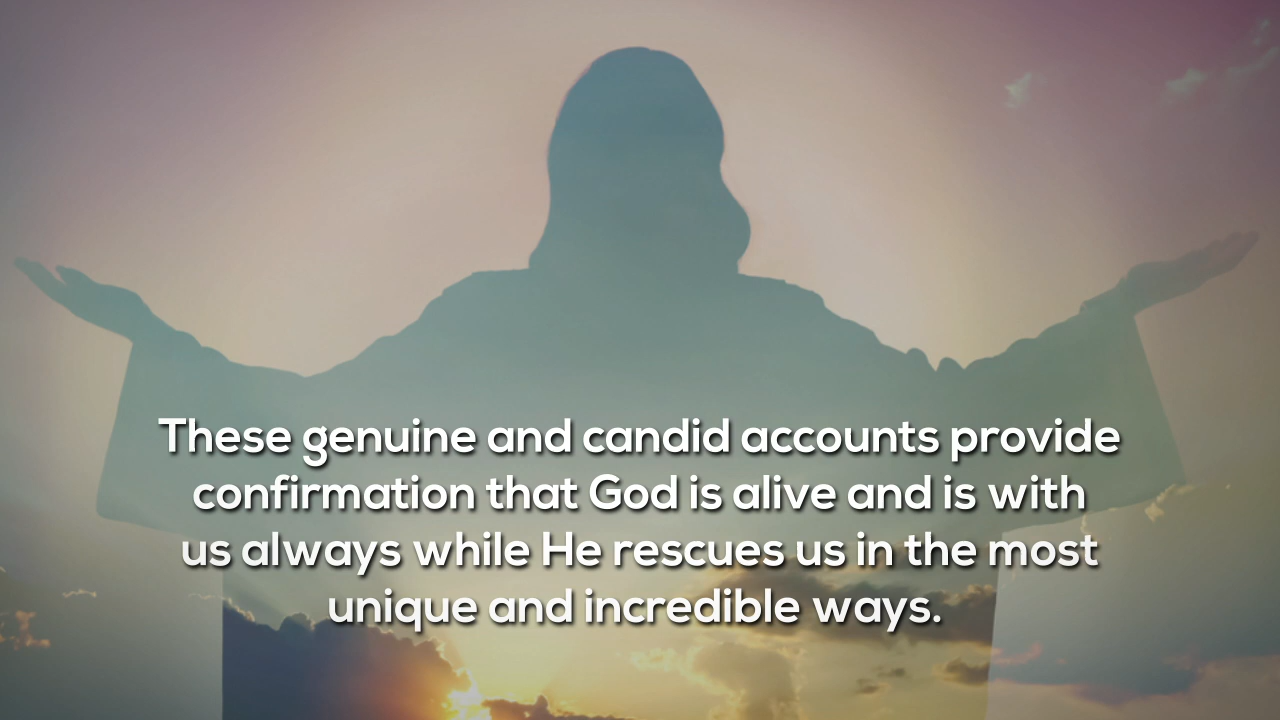 These genuine and candid accounts provide
confirmation that God is alive and is with
us always while He rescues us in the most
unique and incredible ways.